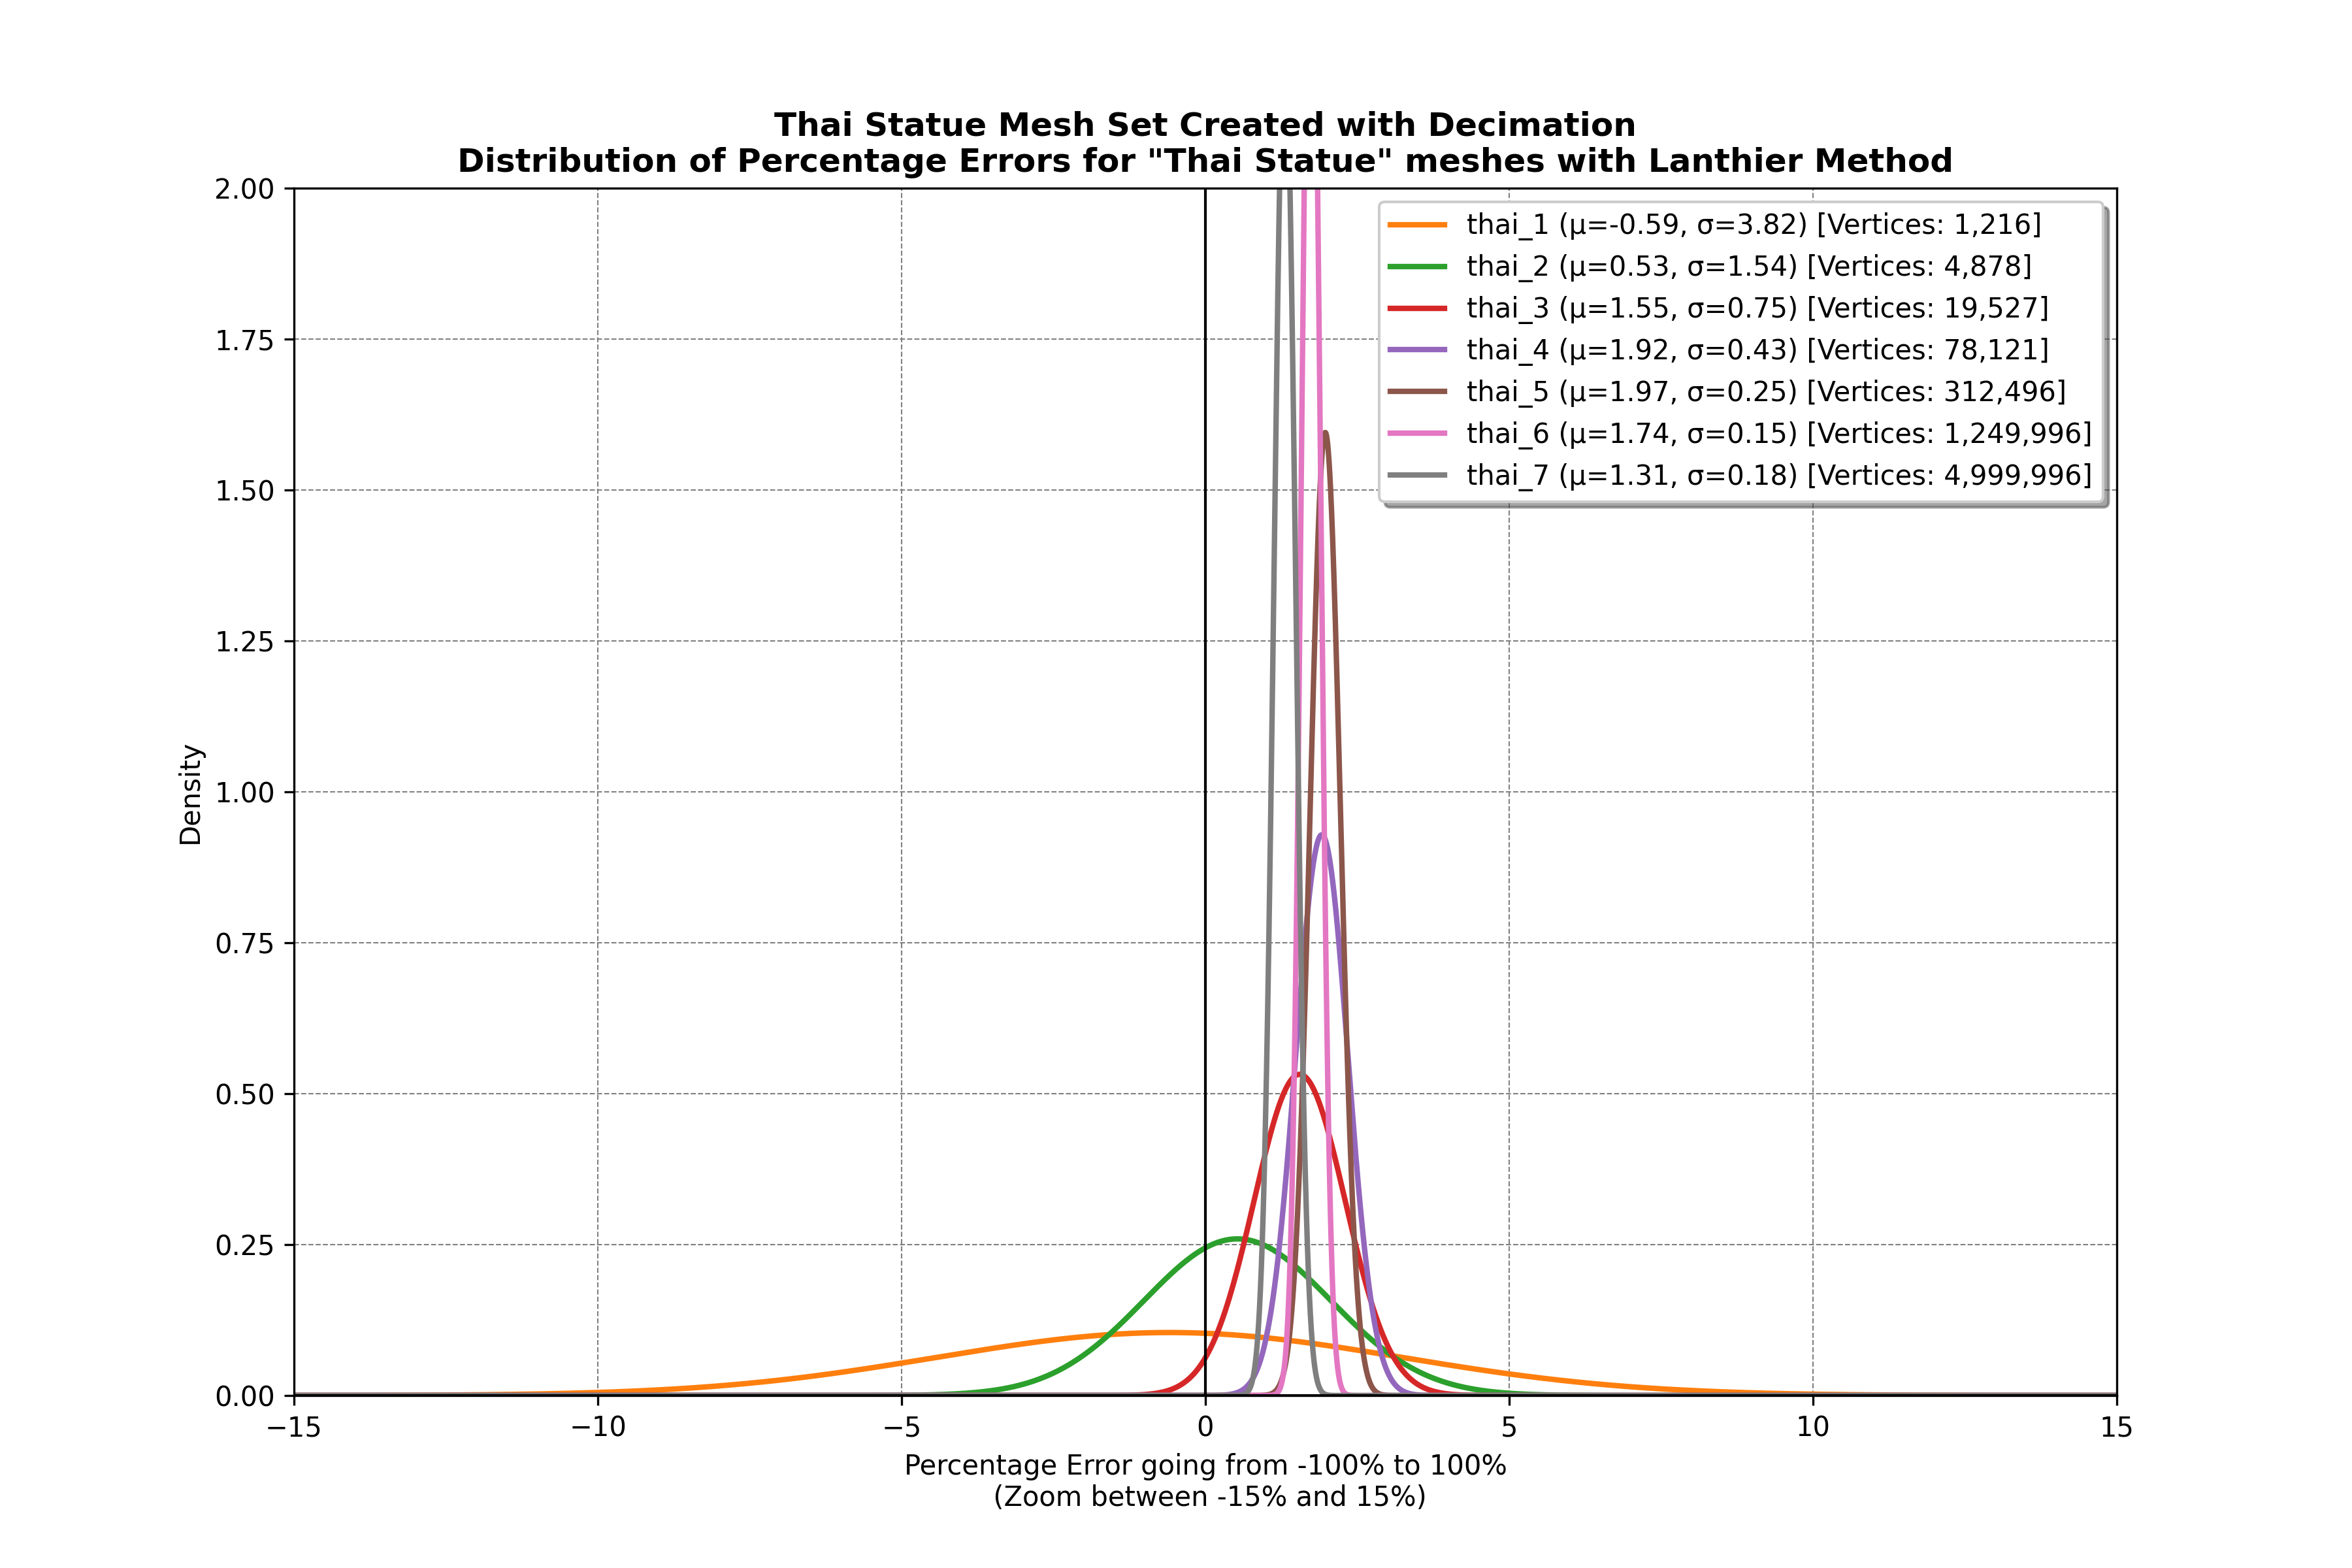 Thai Statue Mesh Set Created with Decimation
Distribution of Percentage Errors for "Thai Statue" meshes with Lanthier Method
thai_1 (μ=-0.59, σ=3.82) [Vertices: 1,216]
thai_2 (μ=0.53, σ=1.54) [Vertices: 4,878]
thai_3 (μ=1.55, σ=0.75) [Vertices: 19,527]
thai_4 (μ=1.92, σ=0.43) [Vertices: 78,121]
thai_5 (μ=1.97, σ=0.25) [Vertices: 312,496]
thai_6 (μ=1.74, σ=0.15) [Vertices: 1,249,996]
thai_7 (μ=1.31, σ=0.18) [Vertices: 4,999,996]
Density
2.00
1.75
1.50
1.25
1.00
0.75
0.50
0.25
0.00
−15 −10 −5 0 5 10 15
Percentage Error going from -100% to 100%
(Zoom between -15% and 15%)